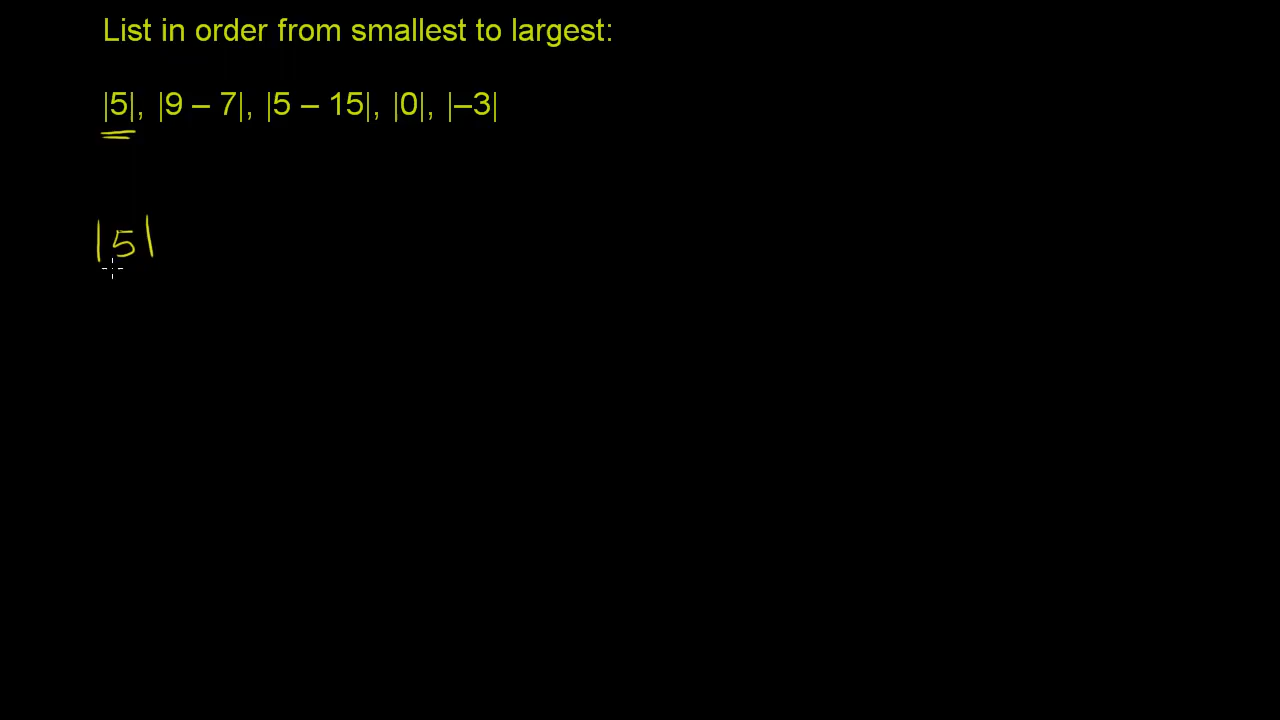 List in order from smallest to largest:
|5|, |9 – 7|, |5 – 15|, |0|, |–3|
|5|